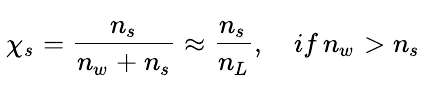 χ_s = n_s / (n_w + n_s) ≈ n_s / n_L, if n_w > n_s